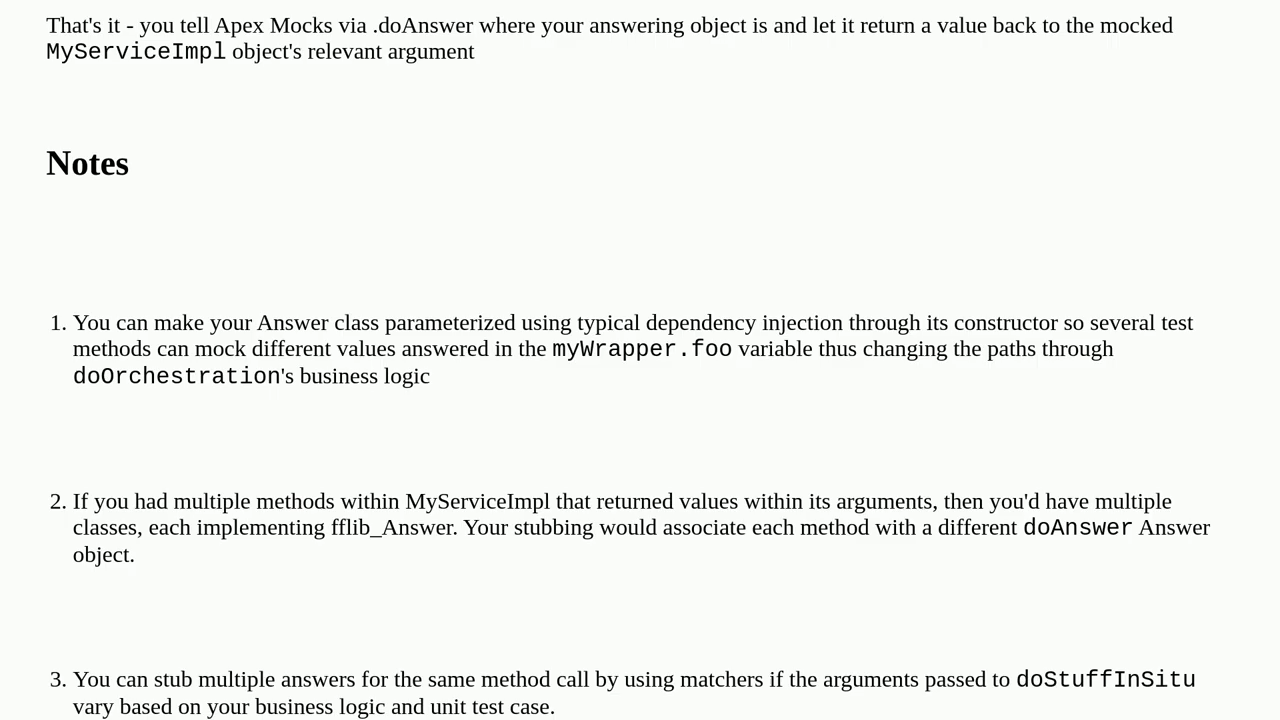 That's it - you tell Apex Mocks via .doAnswer where your answering object is and let it return a value back to the mocked
MyServiceImpl object's relevant argument
Notes
1. You can make your Answer class parameterized using typical dependency injection through its constructor so several test
methods can mock different values answered in the myWrapper.foo variable thus changing the paths through
doOrchestration's business logic
2. If you had multiple methods within MyServiceImpl that returned values within its arguments, then you'd have multiple
classes, each implementing fflib_Answer. Your stubbing would associate each method with a different doAnswer Answer
object.
3. You can stub multiple answers for the same method call by using matchers if the arguments passed to doStuffInSitu
vary based on your business logic and unit test case.